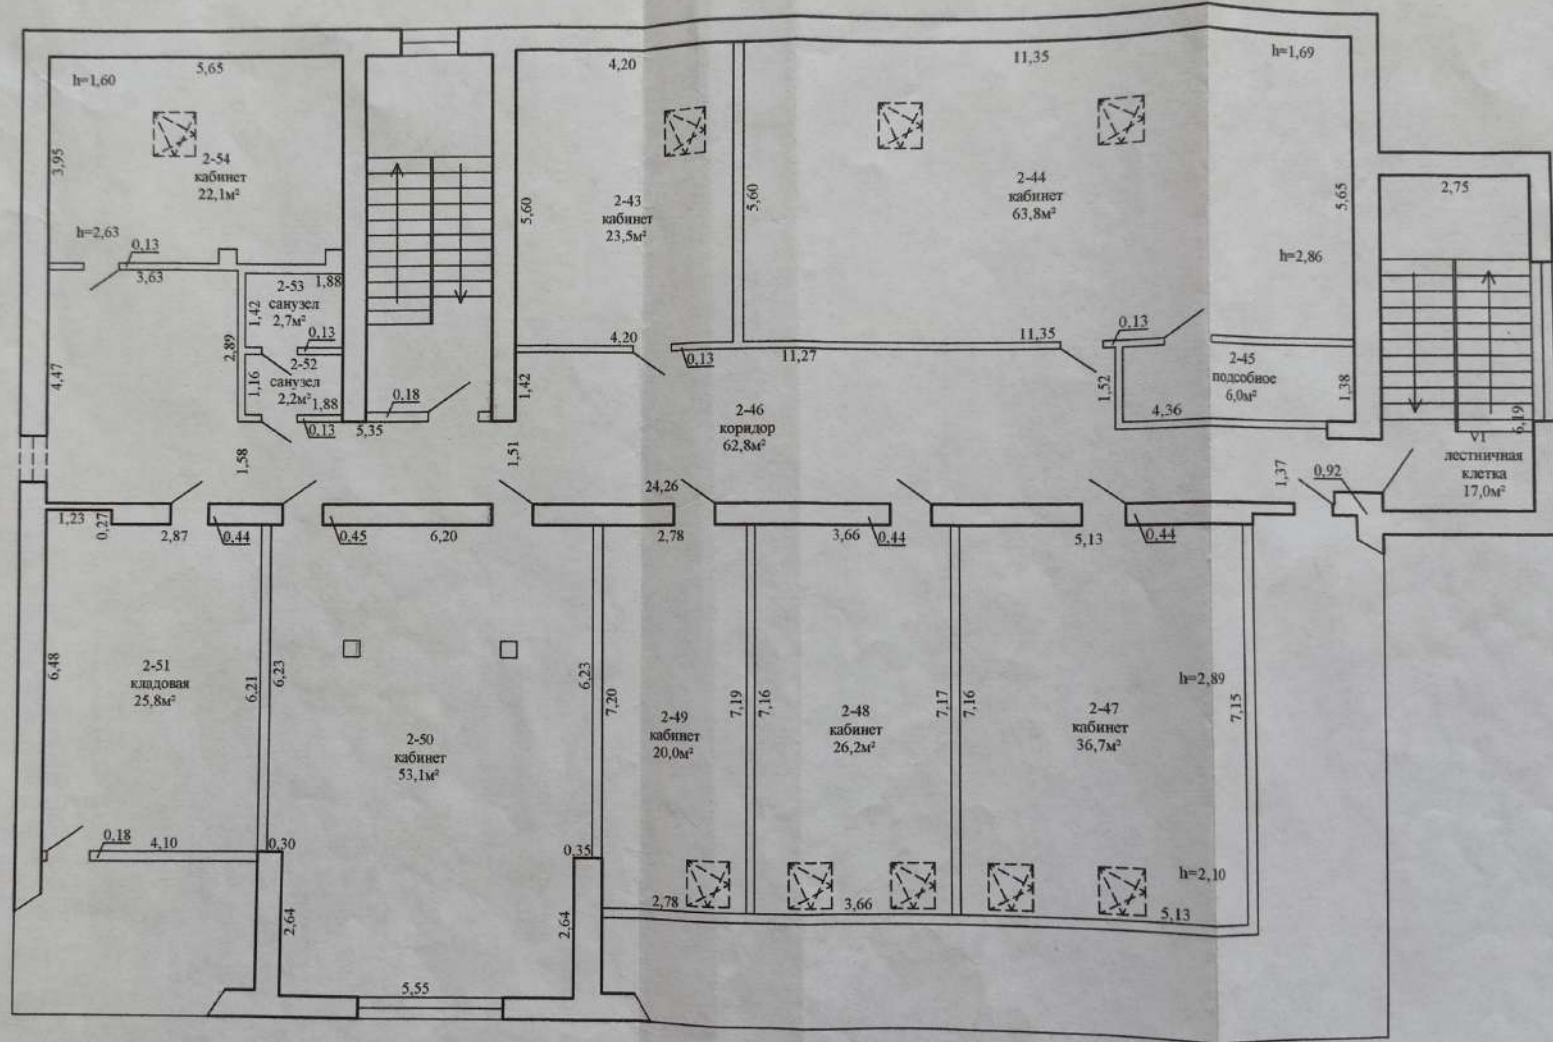 h=1,60
5,65
3,95
2-54
кабинет
22,1м²
h=2,63
0,13
3,63
4,47
2,89
2-53
санузел
2,7м²
1,88
1,42
0,13
2-52
санузел
2,2м²
1,16
1,88
0,13
0,18
5,35
1,58
4,20
5,60
2-43
кабинет
23,5м²
4,20
0,13
1,42
1,51
11,35
h=1,69
5,60
2-44
кабинет
63,8м²
5,65
h=2,86
11,27
11,35
0,13
2-45
подсобное
6,0м²
1,52
1,38
4,36
2-46
коридор
62,8м²
24,26
2,75
6,19
V1
лестничная
клетка
17,0м²
1,37
0,92
1,23
0,27
2,87
0,44
0,45
6,20
2,78
3,66
0,44
5,13
0,44
6,48
2-51
кладовая
25,8м²
6,21
6,23
2-50
кабинет
53,1м²
6,23
7,20
2-49
кабинет
20,0м²
7,19
7,16
2-48
кабинет
26,2м²
7,17
7,16
2-47
кабинет
36,7м²
h=2,89
7,15
h=2,10
0,18
4,10
0,30
0,35
2,64
2,64
2,78
3,66
5,13
5,55